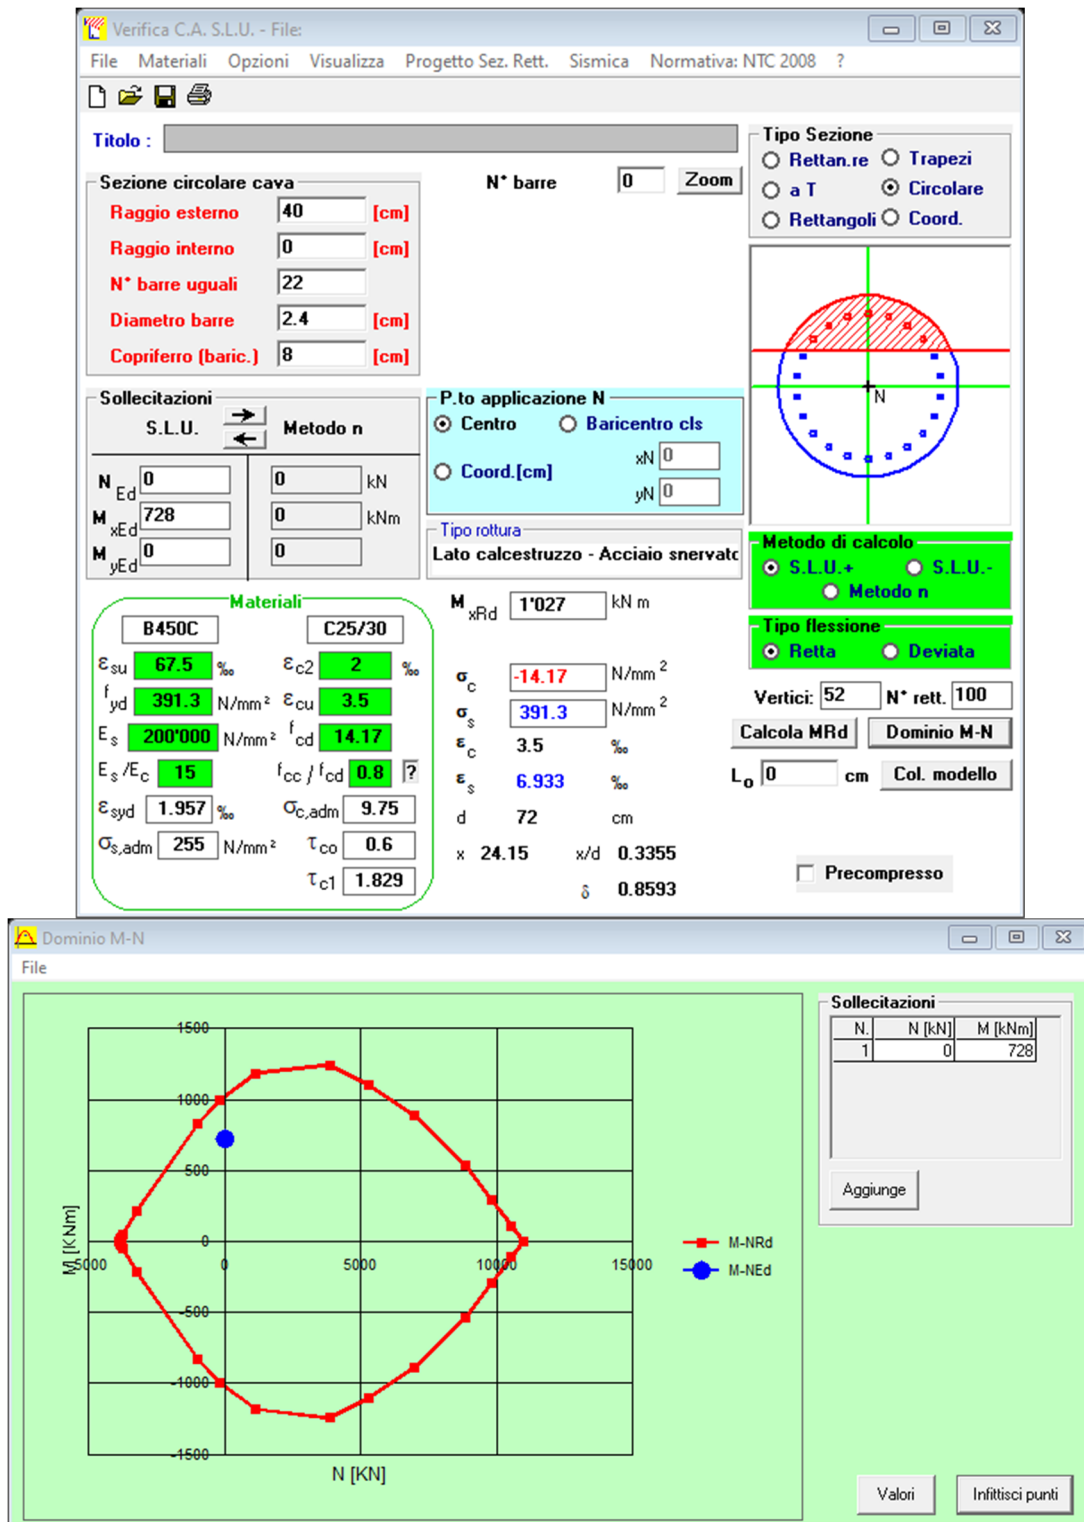 Verifica C.A. S.L.U. - File:
File Materiali Opzioni Visualizza Progetto Sez. Rett. Sismica Normativa: NTC 2008 ?
Titolo :
Tipo Sezione
Rettan.re Trapezi
a T Circolare
Rettangoli Coord.
Sezione circolare cava
N° barre 0 Zoom
Raggio esterno 40 [cm]
Raggio interno 0 [cm]
N° barre uguali 22
Diametro barre 2.4 [cm]
Copriferro (baric.) 8 [cm]
N
Sollecitazioni
S.L.U. Metodo n
N Ed 0 0 kN
M xEd 728 0 kNm
M yEd 0 0
P.to applicazione N
Centro Baricentro cls
Coord.[cm] xN 0
yN 0
Tipo rottura
Lato calcestruzzo - Acciaio snervatc
Metodo di calcolo
S.L.U.+ S.L.U.-
Metodo n
Tipo flessione
Retta Deviata
Materiali
B450C C25/30
εsu 67.5 ‰ εc2 2 ‰
fyd 391.3 N/mm² εcu 3.5
Es 200'000 N/mm² fcd 14.17
Es/Ec 15 fcc / fcd 0.8 ?
εsyd 1.957 ‰ σc,adm 9.75
σs,adm 255 N/mm² τco 0.6
τc1 1.829
M xRd 1'027 kN m
σc -14.17 N/mm²
σs 391.3 N/mm²
εc 3.5 ‰
εs 6.933 ‰
d 72 cm
x 24.15 x/d 0.3355
δ 0.8593
Vertici: 52 N° rett. 100
Calcola MRd Dominio M-N
Lo 0 cm Col. modello
Precompresso
Dominio M-N
File
1500
1000
500
0
-500
-1000
-1500
M [KNm]
5000 0 5000 10000 15000
N [KN]
M-NRd
M-NEd
Sollecitazioni
N. N [kN] M [kNm]
1 0 728
Aggiunge
Valori Infittisci punti